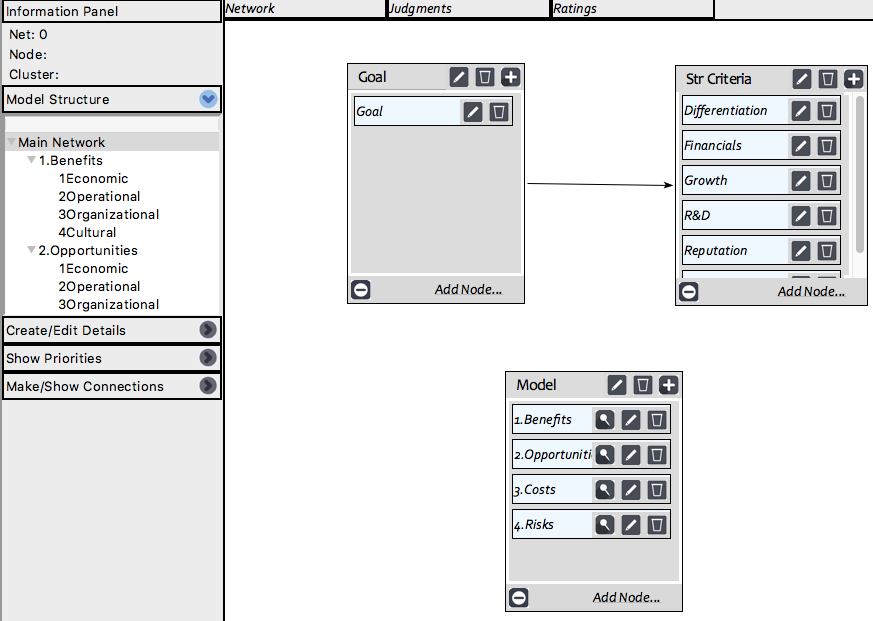 Information Panel
Network
Judgments
Ratings
Net: 0
Node:
Cluster:
Model Structure
Main Network
1.Benefits
1Economic
2Operational
3Organizational
4Cultural
2.Opportunities
1Economic
2Operational
3Organizational
Create/Edit Details
Show Priorities
Make/Show Connections
Goal
Goal
Add Node...
Str Criteria
Differentiation
Financials
Growth
R&D
Reputation
Add Node...
Model
1.Benefits
2.Opportuniti
3.Costs
4.Risks
Add Node...